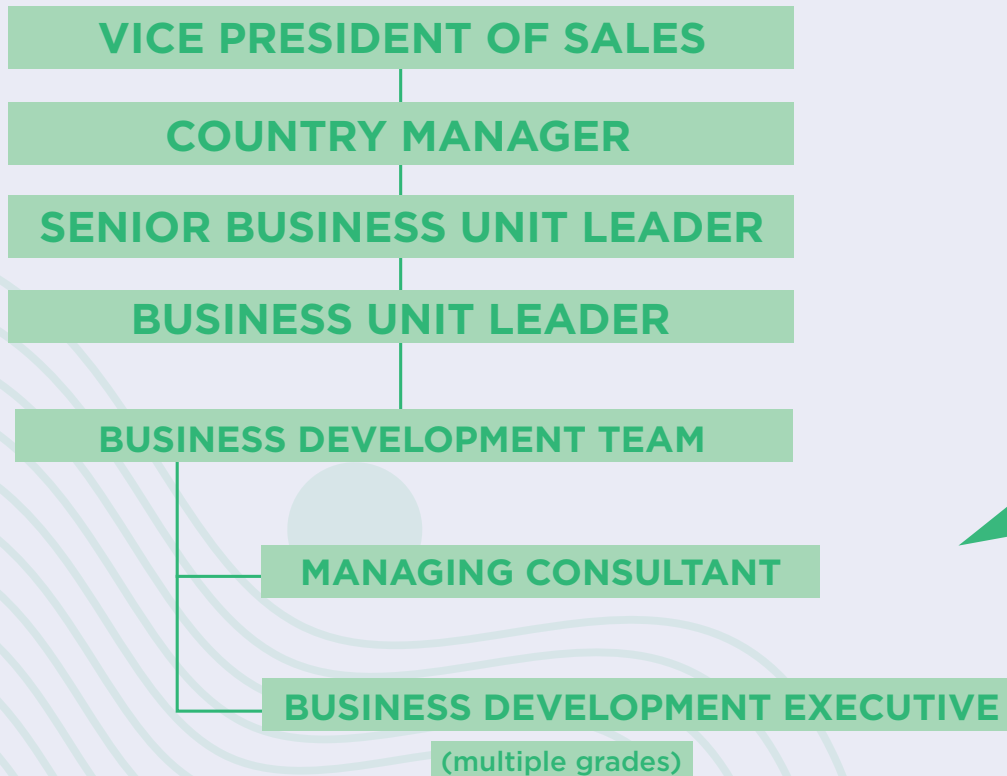 VICE PRESIDENT OF SALES
COUNTRY MANAGER
SENIOR BUSINESS UNIT LEADER
BUSINESS UNIT LEADER
BUSINESS DEVELOPMENT TEAM
MANAGING CONSULTANT
BUSINESS DEVELOPMENT EXECUTIVE
(multiple grades)